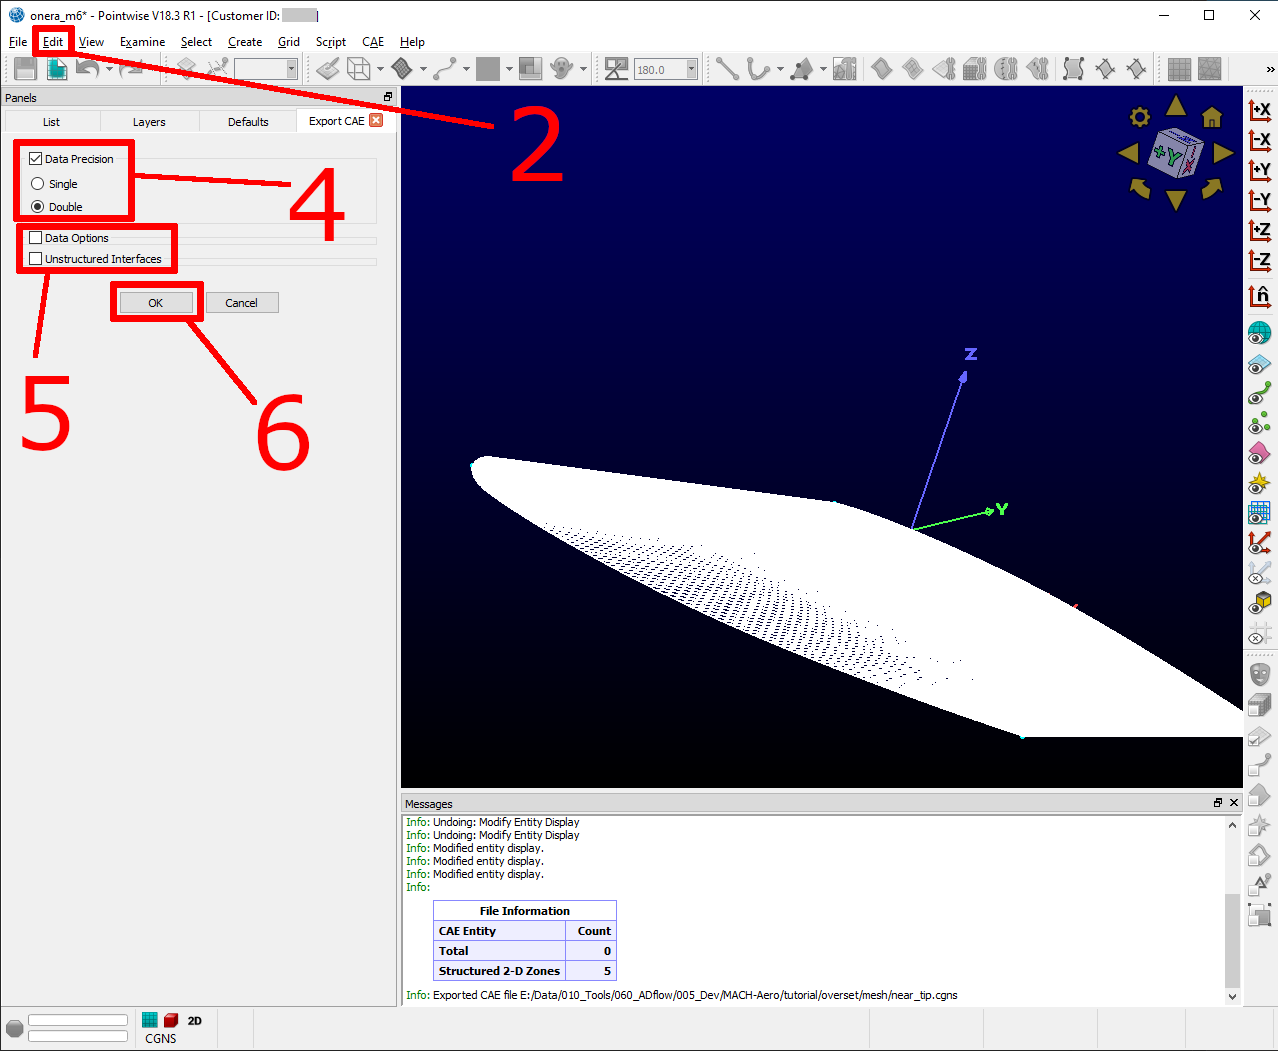 onera_m6* - Pointwise V18.3 R1 - [Customer ID: ]
File Edit View Examine Select Create Grid Script CAE Help
180.0
»
Panels
List Layers Defaults Export CAE
Data Precision
Single
Double
Data Options
Unstructured Interfaces
OK Cancel
2
4
5
6
+Y
X
Z
Y
+X
-X
+Y
-Y
+Z
-Z
n̂
Messages
Info: Undoing: Modify Entity Display
Info: Undoing: Modify Entity Display
Info: Modified entity display.
Info: Modified entity display.
Info: Modified entity display.
Info:
File Information
CAE Entity Count
Total 0
Structured 2-D Zones 5
Info: Exported CAE file E:/Data/010_Tools/060_ADflow/005_Dev/MACH-Aero/tutorial/overset/mesh/near_tip.cgns
2D
CGNS